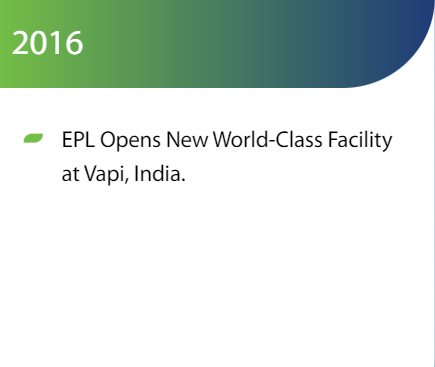 2016
EPL Opens New World-Class Facility
at Vapi, India.